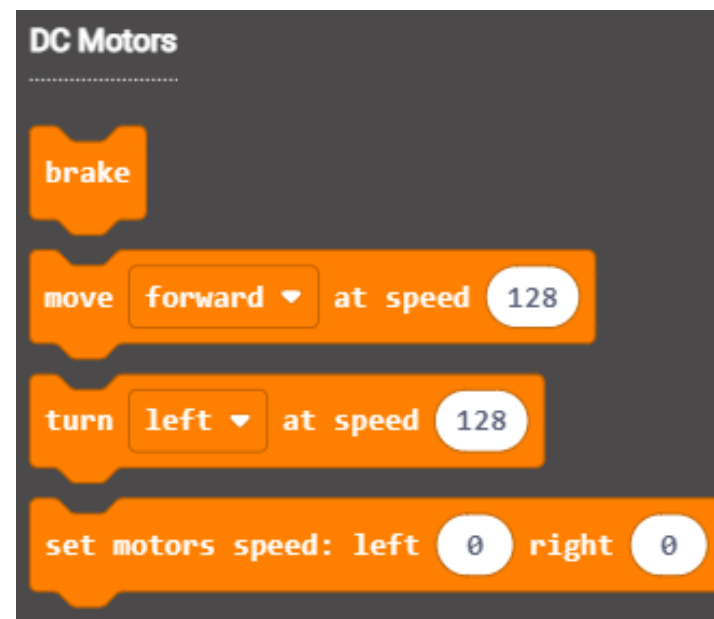 DC Motors
brake
move forward at speed 128
turn left at speed 128
set motors speed: left 0 right 0